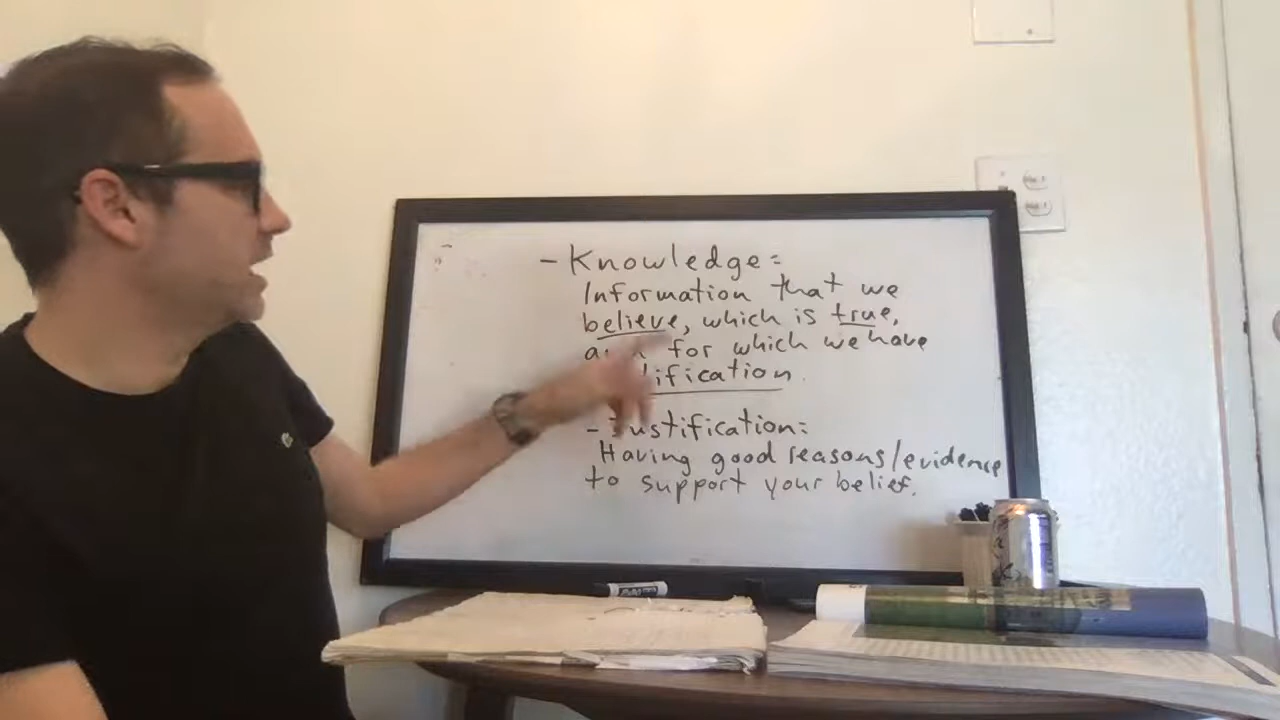 - Knowledge:
Information that we
believe, which is true,
for which we have
- Justification:
Having good reasons/evidence
to support your belief.